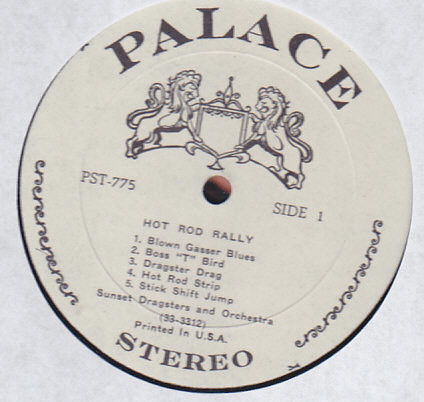 PALACE
PST-775
SIDE 1
HOT ROD RALLY
1. Blown Gasser Blues
2. Boss "T" Bird
3. Dragster Drag
4. Hot Rod Strip
5. Stick Shift Jump
Sunset Dragsters and Orchestra
(93-3312)
Printed In U.S.A.
STEREO